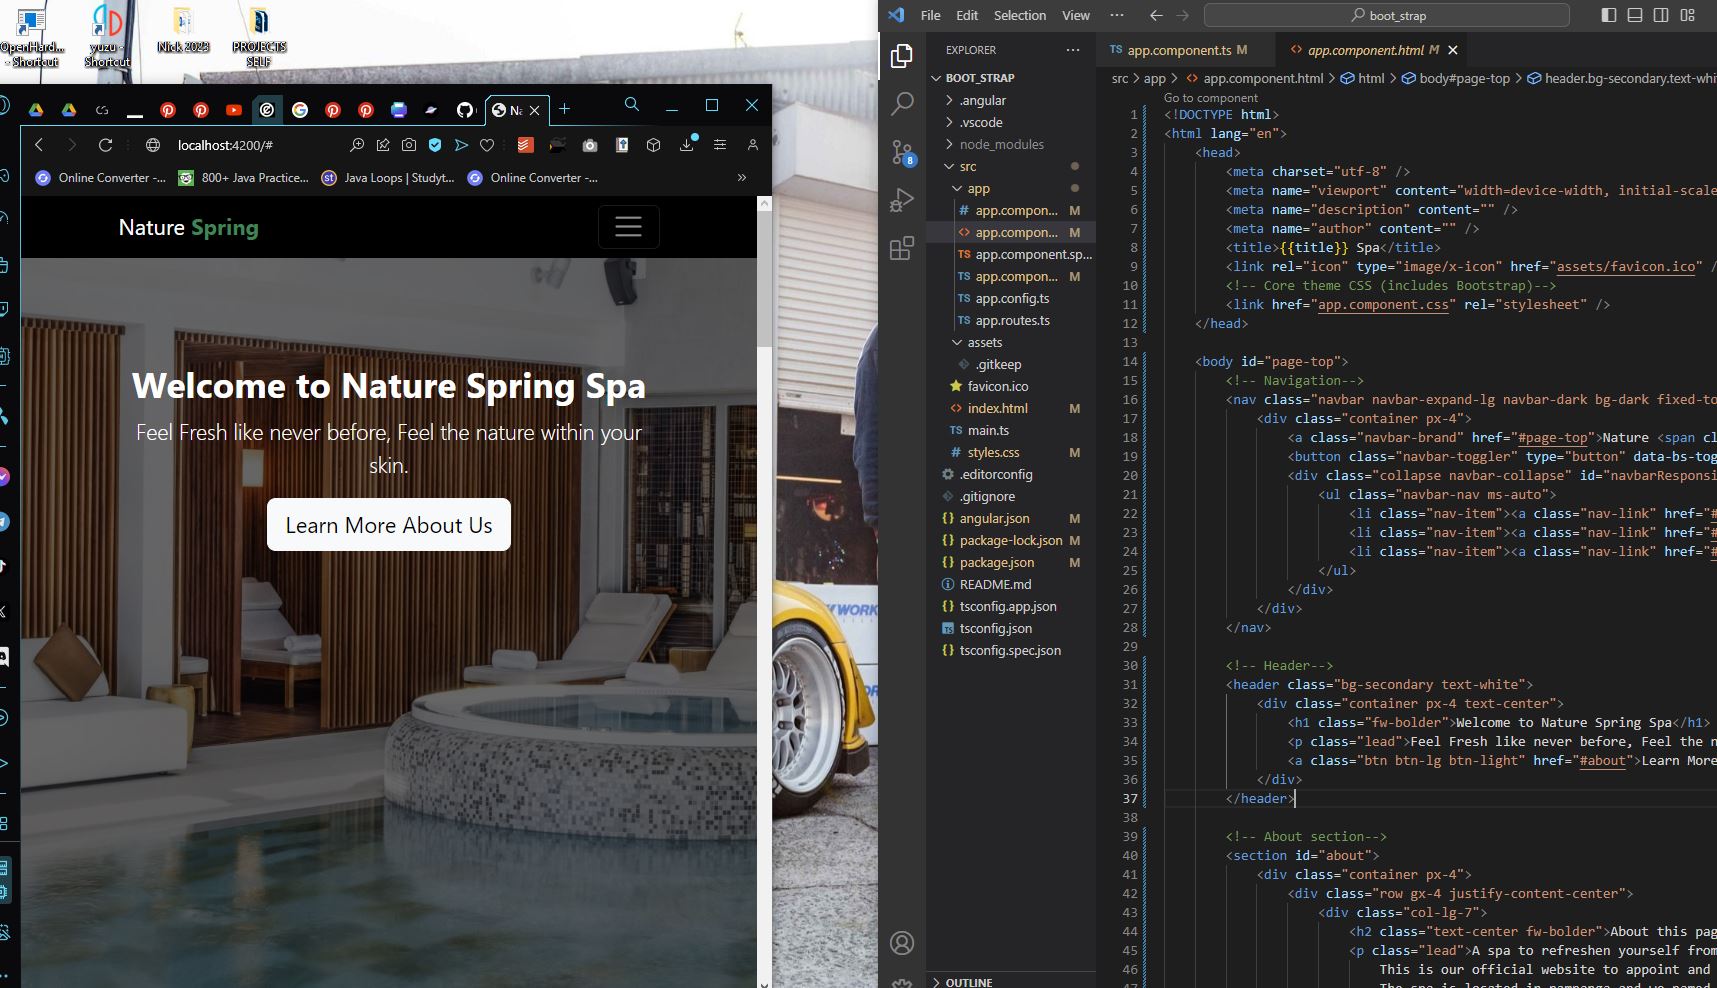 OpenHard...
- Shortcut
yuzu -
Shortcut
Nick 2023
PROJECTS
SELF
Na
localhost:4200/#
Online Converter -...
800+ Java Practice...
Java Loops | Studyt...
Online Converter -...
Nature Spring
Welcome to Nature Spring Spa
Feel Fresh like never before, Feel the nature within your
skin.
Learn More About Us
WORK
File Edit Selection View ... boot_strap
EXPLORER
BOOT_STRAP
.angular
.vscode
node_modules
src
app
# app.compon... M
<> app.compon... M
TS app.component.sp...
TS app.compon... M
TS app.config.ts
TS app.routes.ts
assets
.gitkeep
favicon.ico
<> index.html M
TS main.ts
# styles.css M
.editorconfig
.gitignore
{} angular.json M
{} package-lock.json M
{} package.json M
README.md
{} tsconfig.app.json
TS tsconfig.json
{} tsconfig.spec.json
OUTLINE
8
TS app.component.ts M <> app.component.html M
src > app > <> app.component.html > html > body#page-top > header.bg-secondary.text-whi
Go to component
1 <!DOCTYPE html>
2 <html lang="en">
3 <head>
4 <meta charset="utf-8" />
5 <meta name="viewport" content="width=device-width, initial-scale
6 <meta name="description" content="" />
7 <meta name="author" content="" />
8 <title>{{title}} Spa</title>
9 <link rel="icon" type="image/x-icon" href="assets/favicon.ico" /
10 <!-- Core theme CSS (includes Bootstrap)-->
11 <link href="app.component.css" rel="stylesheet" />
12 </head>
13
14 <body id="page-top">
15 <!-- Navigation-->
16 <nav class="navbar navbar-expand-lg navbar-dark bg-dark fixed-to
17 <div class="container px-4">
18 <a class="navbar-brand" href="#page-top">Nature <span cl
19 <button class="navbar-toggler" type="button" data-bs-tog
20 <div class="collapse navbar-collapse" id="navbarResponsi
21 <ul class="navbar-nav ms-auto">
22 <li class="nav-item"><a class="nav-link" href="#
23 <li class="nav-item"><a class="nav-link" href="#
24 <li class="nav-item"><a class="nav-link" href="#
25 </ul>
26 </div>
27 </div>
28 </nav>
29
30 <!-- Header-->
31 <header class="bg-secondary text-white">
32 <div class="container px-4 text-center">
33 <h1 class="fw-bolder">Welcome to Nature Spring Spa</h1>
34 <p class="lead">Feel Fresh like never before, Feel the n
35 <a class="btn btn-lg btn-light" href="#about">Learn More
36 </div>
37 </header>
38
39 <!-- About section-->
40 <section id="about">
41 <div class="container px-4">
42 <div class="row gx-4 justify-content-center">
43 <div class="col-lg-7">
44 <h2 class="text-center fw-bolder">About this pag
45 <p class="lead">A spa to refreshen yourself from
46 This is our official website to appoint and